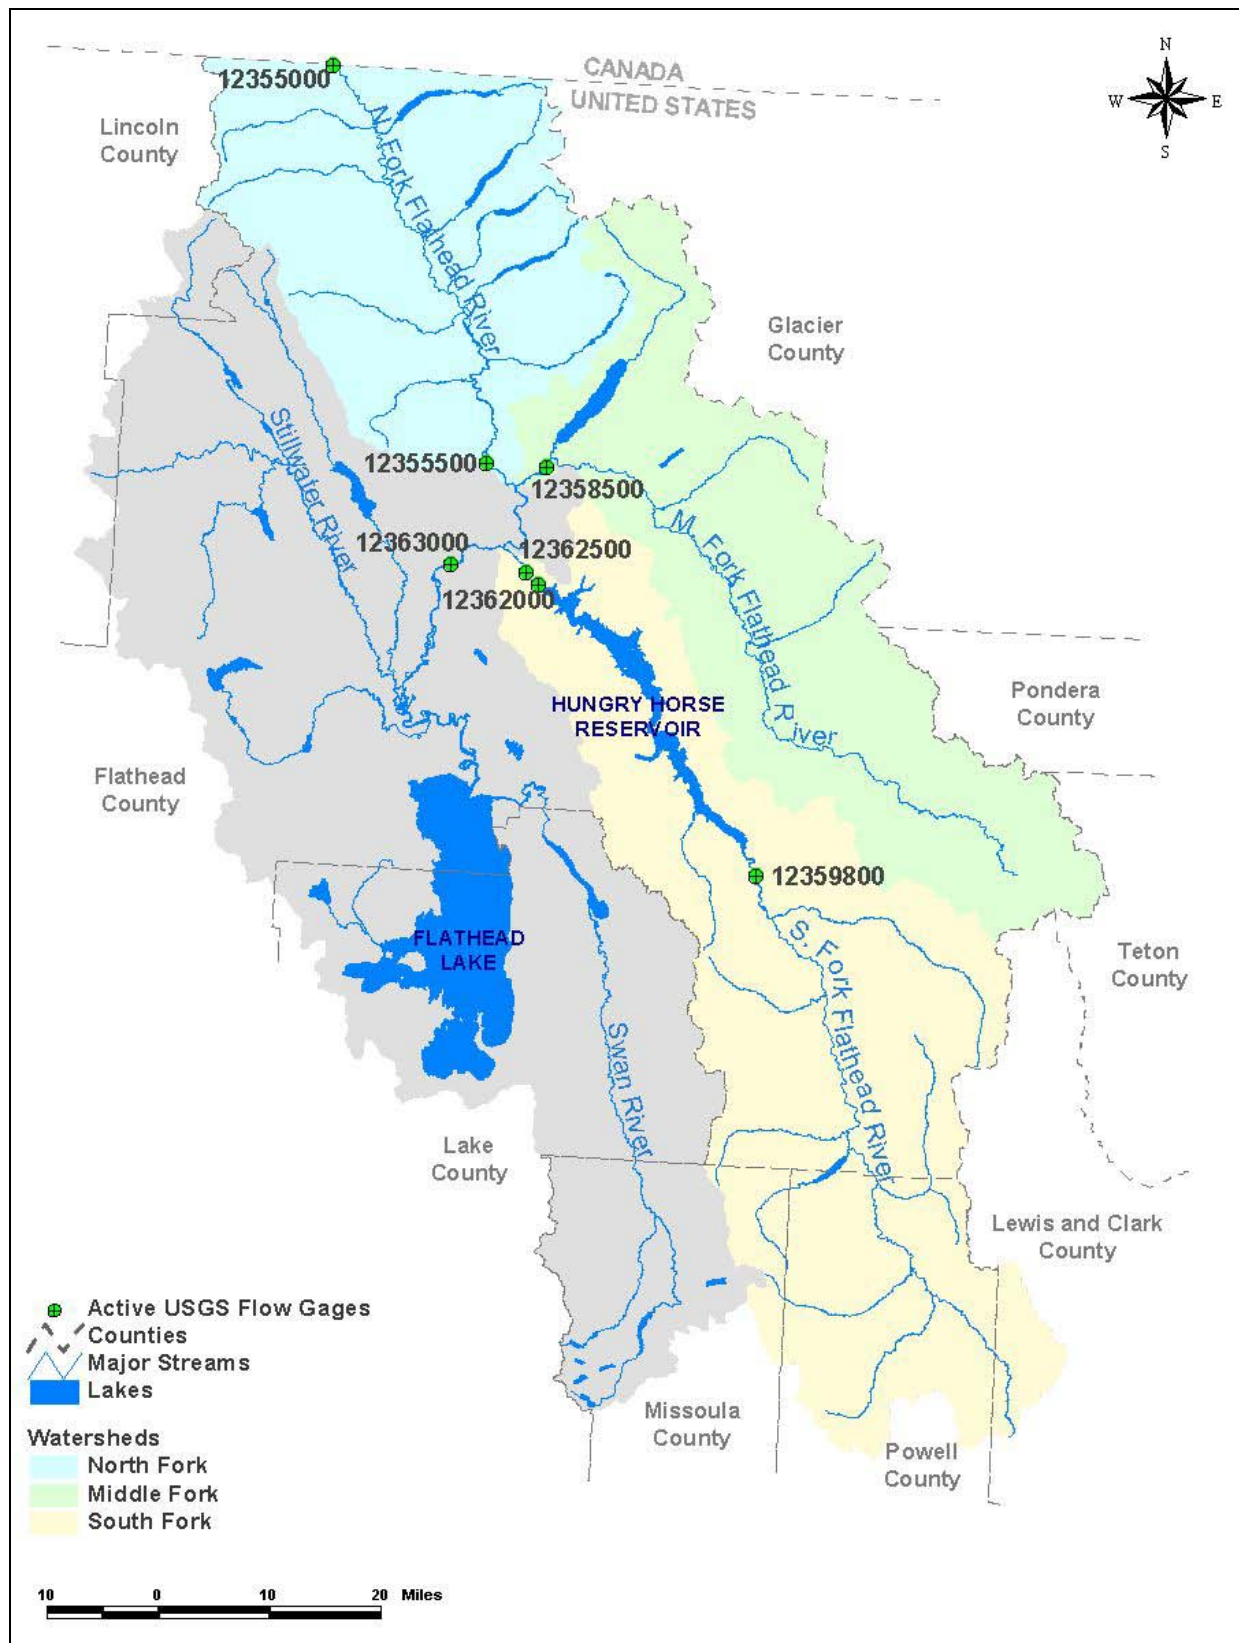 N
W E
S
CANADA
UNITED STATES
12355000
Lincoln
County
N. Fork Flathead River
Glacier
County
Stillwater River
12355500
12358500
M. Fork Flathead River
12363000
12362500
12362000
HUNGRY HORSE
RESERVOIR
Pondera
County
Flathead
County
12359800
FLATHEAD
LAKE
S. Fork Flathead River
Teton
County
Swan River
Lake
County
Lewis and Clark
County
Missoula
County
Powell
County
Active USGS Flow Gages
Counties
Major Streams
Lakes
Watersheds
North Fork
Middle Fork
South Fork
10 0 10 20 Miles